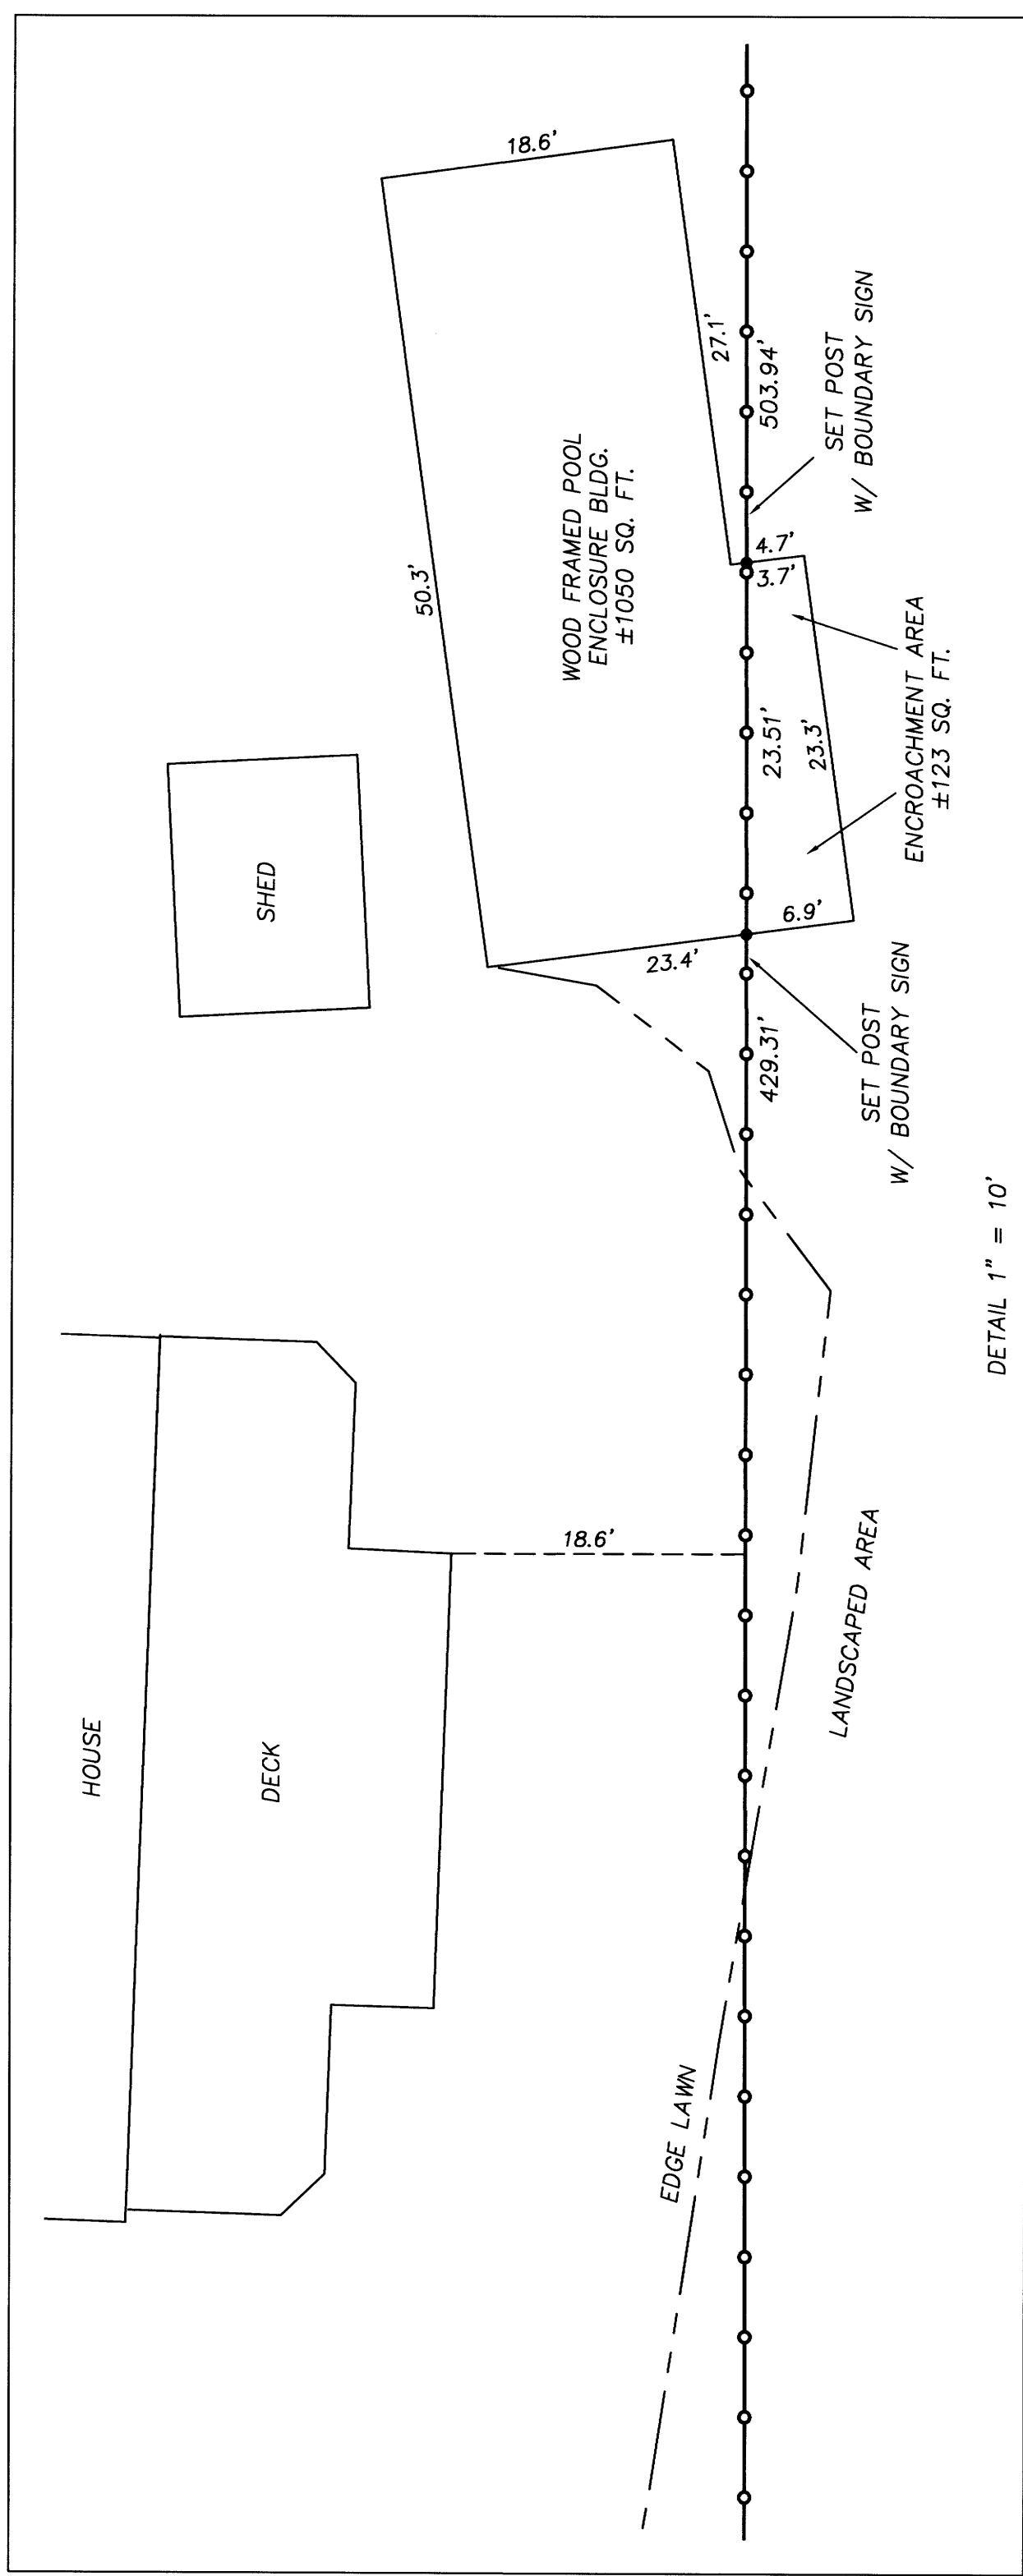 18.6'
50.3'
27.1'
WOOD FRAMED POOL
ENCLOSURE BLDG.
±1050 SQ. FT.
503.94'
SET POST
W/ BOUNDARY SIGN
4.7'
3.7'
23.51'
23.3'
ENCROACHMENT AREA
±123 SQ. FT.
6.9'
23.4'
SHED
429.31'
SET POST
W/ BOUNDARY SIGN
DETAIL 1" = 10'
18.6'
LANDSCAPED AREA
HOUSE
DECK
EDGE LAWN